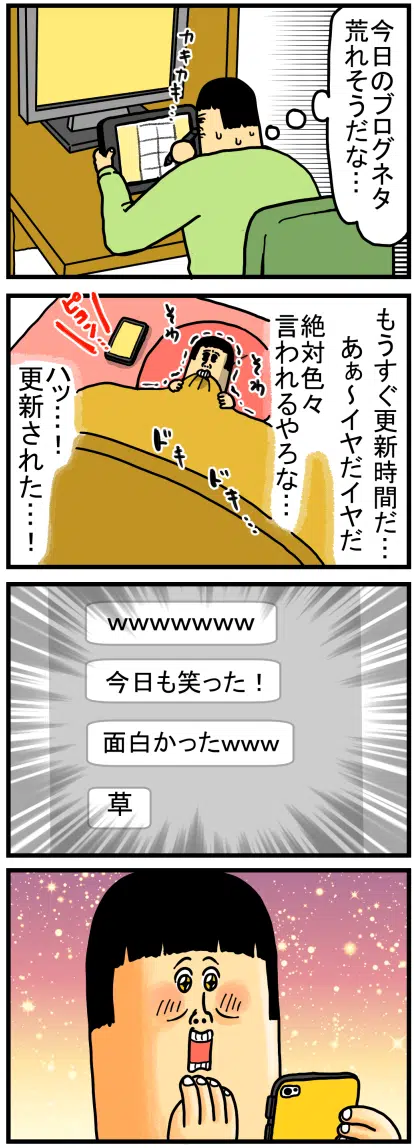 今日のブログネタ
荒れそうだな…
カキカキ…
もうすぐ更新時間だ…
あぁ〜イヤだイヤだ
絶対色々
言われるやろな…
そわ
そわ
ピコン…
ドキ
ドキ…
ハッ…！
更新された…！
wwwwwww
今日も笑った！
面白かったwww
草